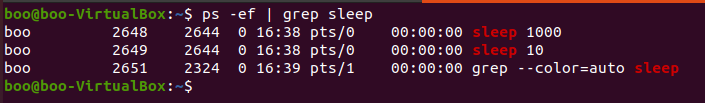 boo@boo-VirtualBox:~$ ps -ef | grep sleep
boo         2648    2644  0 16:38 pts/0    00:00:00 sleep 1000
boo         2649    2644  0 16:38 pts/0    00:00:00 sleep 10
boo         2651    2324  0 16:39 pts/1    00:00:00 grep --color=auto sleep
boo@boo-VirtualBox:~$